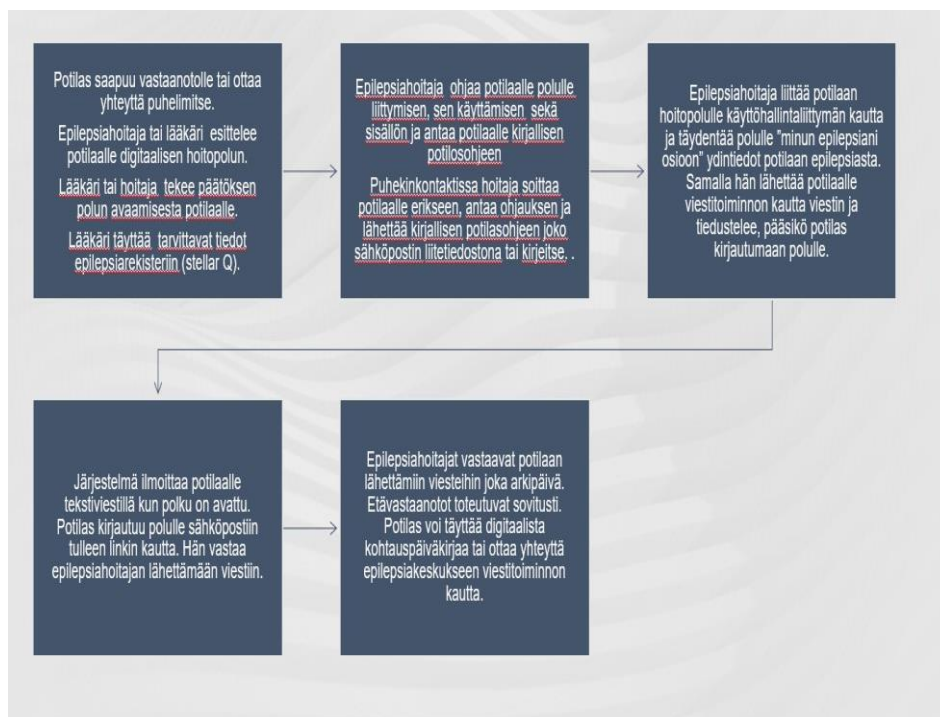 Potilas saapuu vastaanotolle tai ottaa
yhteyttä puhelimitse.
Epilepsiahoitaja tai lääkäri esittelee
potilaalle digitaalisen hoitopolun.
Lääkäri tai hoitaja tekee päätöksen
polun avaamisesta potilaalle.
Lääkäri täyttää tarvittavat tiedot
epilepsiarekisteriin (stellar Q).
Epilepsiahoitaja ohjaa potilaalle polulle
liittymisen, sen käyttämisen sekä
sisällön ja antaa potilaalle kirjallisen
potilosohjeen
Puhekinkontaktissa hoitaja soittaa
potilaalle erikseen, antaa ohjauksen ja
lähettää kirjallisen potilasohjeen joko
sähköpostin liitetiedostona tai kirjeitse. .
Epilepsiahoitaja liittää potilaan
hoitopolulle käyttöhallintaliittymän kautta
ja täydentää polulle "minun epilepsiani
osioon" ydintiedot potilaan epilepsiasta.
Samalla hän lähettää potilaalle
viestitoiminnon kautta viestin ja
tiedustelee, pääsikö potilas
kirjautumaan polulle.
Järjestelmä ilmoittaa potilaalle
tekstiviestillä kun polku on avattu.
Potilas kirjautuu polulle sähköpostiin
tulleen linkin kautta. Hän vastaa
epilepsiahoitajan lähettämään viestiin.
Epilepsiahoitajat vastaavat potilaan
lähettämiin viesteihin joka arkipäivä.
Etävastaanotot toteutuvat sovitusti.
Potilas voi täyttää digitaalista
kohtauspäiväkirjaa tai ottaa yhteyttä
epilepsiakeskukseen viestitoiminnon
kautta.